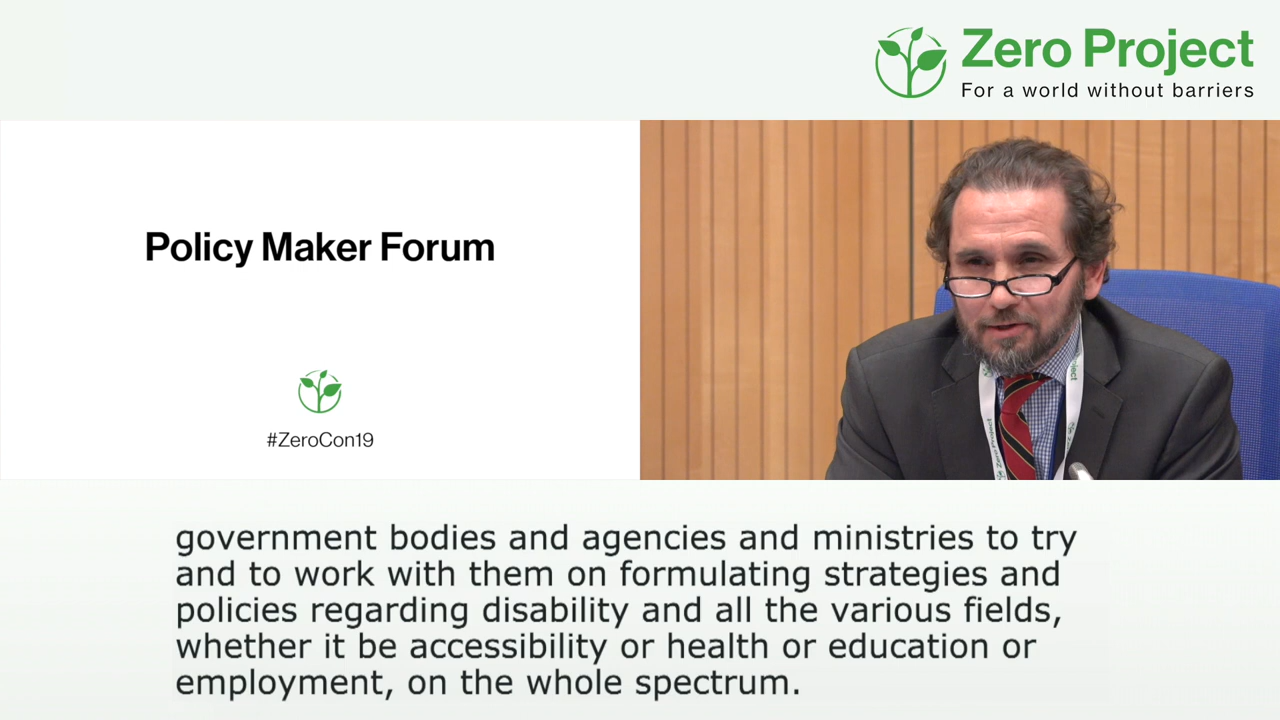 Zero Project
For a world without barriers
Policy Maker Forum
#ZeroCon19
Zero Project
government bodies and agencies and ministries to try
and to work with them on formulating strategies and
policies regarding disability and all the various fields,
whether it be accessibility or health or education or
employment, on the whole spectrum.